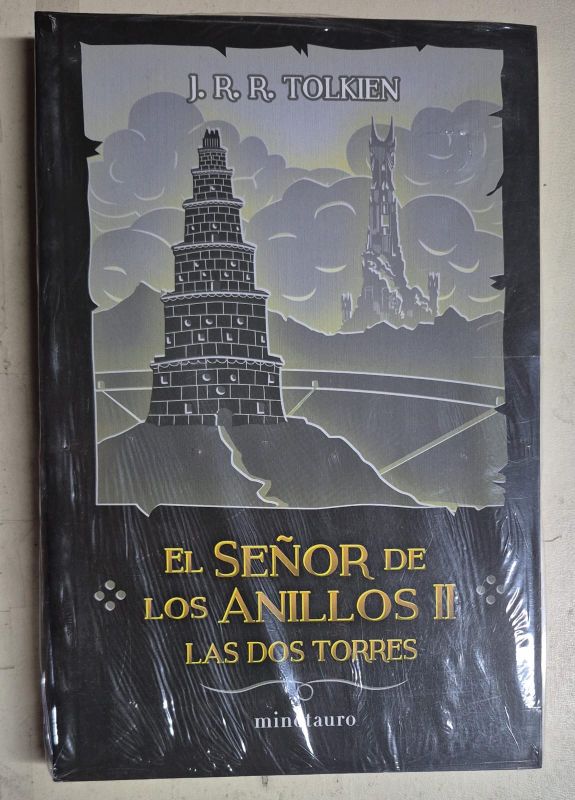 J. R. R. TOLKIEN
EL SEÑOR DE
LOS ANILLOS II
LAS DOS TORRES
minotauro